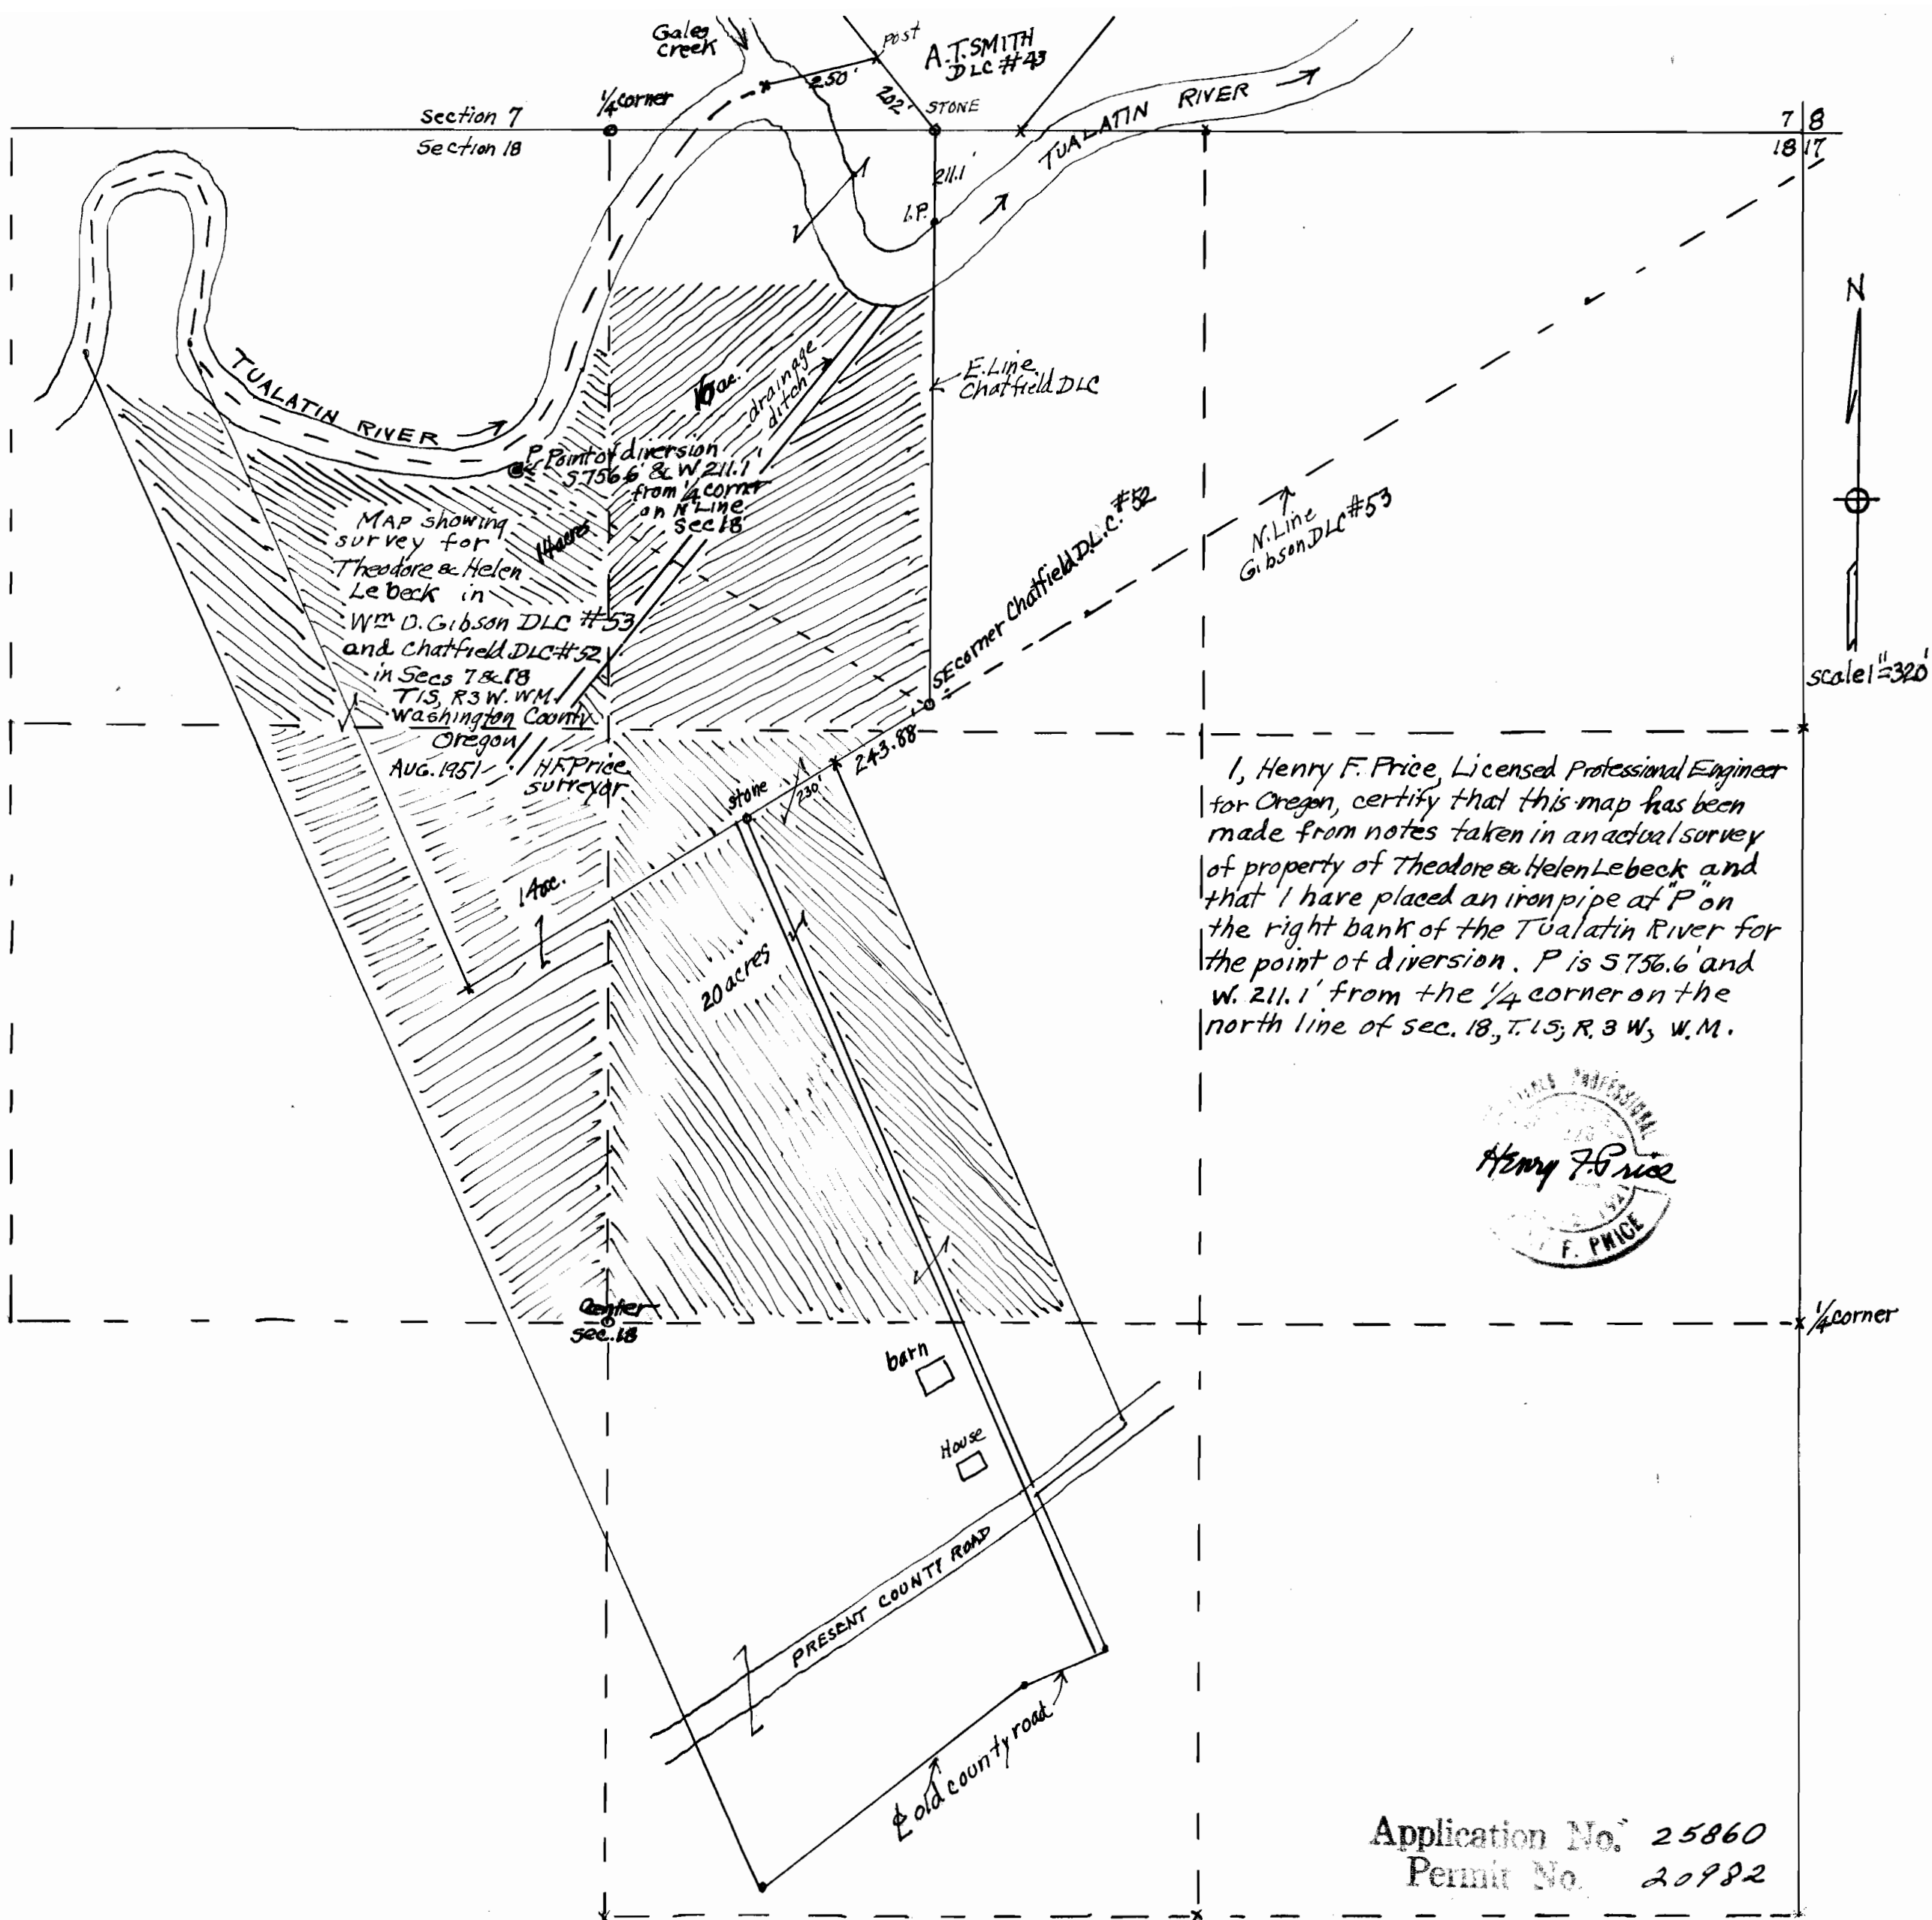 Gales
Creek
Post
A.T. SMITH
DLC #43
250'
202'
STONE
1/4 corner
Section 7
Section 18
TUALATIN RIVER
7 8
18 17
211.1'
I.P.
N
E. Line
Chatfield DLC
drainage
ditch
TUALATIN RIVER
P Point of diversion
S 756.6' & W 211.1'
from 1/4 corner
on N Line
Sec 18
14 acres
MAP showing
survey for
Theodore & Helen
Lebeck in
Wm D. Gibson DLC #53
and Chatfield DLC #52
in Secs 7 & 18
T1S, R3W. WM
Washington County
Oregon
AUG. 1951
H.F. Price
surveyor
SE corner Chatfield D.L.C. #52
N. Line
Gibson DLC #53
scale 1"=320'
243.88
230'
stone
14 ac.
20 acres
I, Henry F. Price, Licensed Professional Engineer
for Oregon, certify that this map has been
made from notes taken in an actual survey
of property of Theodore & Helen Lebeck and
that I have placed an iron pipe at "P" on
the right bank of the Tualatin River for
the point of diversion. P is S 756.6' and
W. 211.1' from the 1/4 corner on the
north line of sec. 18, T.1S, R.3W, W.M.
PROFESSIONAL
Henry F. Price
F. PRICE
Center
Sec. 18
1/4 corner
barn
House
PRESENT COUNTY ROAD
℄ old county road
Application No. 25860
Permit No. 20982